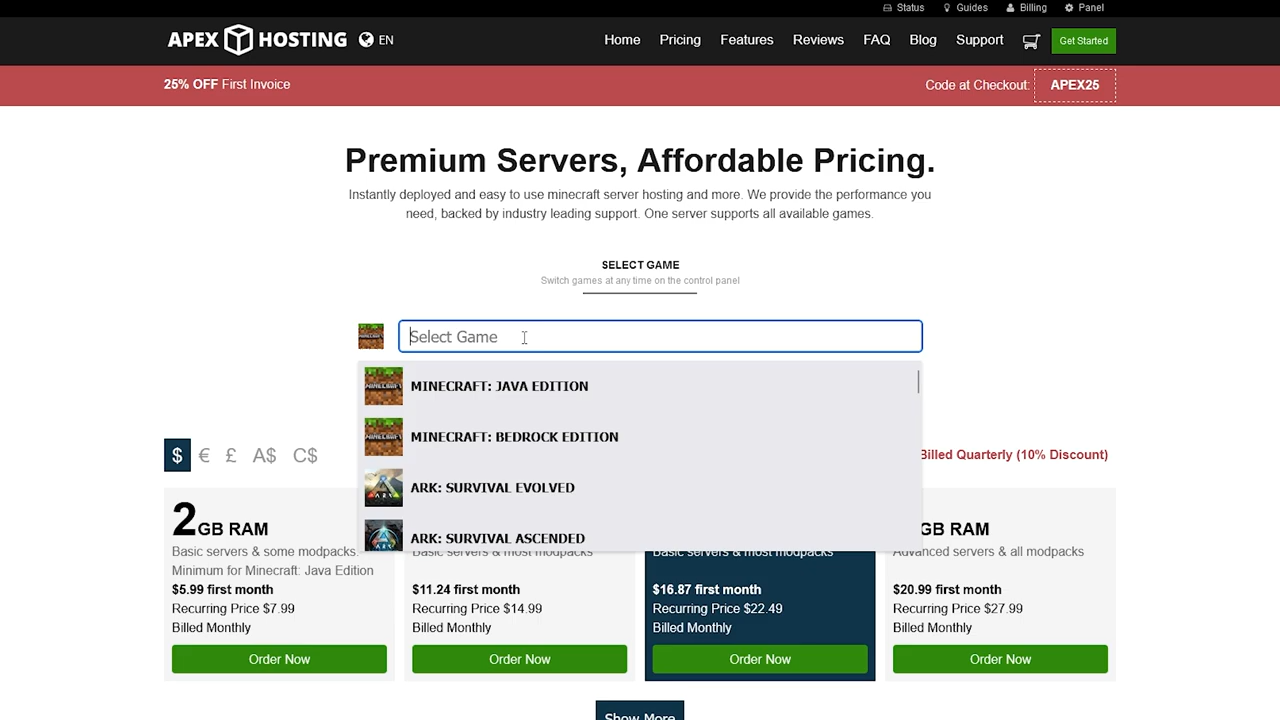 Status Guides Billing Panel
APEX HOSTING EN Home Pricing Features Reviews FAQ Blog Support Get Started
25% OFF First Invoice Code at Checkout: APEX25
Premium Servers, Affordable Pricing.
Instantly deployed and easy to use minecraft server hosting and more. We provide the performance you
need, backed by industry leading support. One server supports all available games.
SELECT GAME
Switch games at any time on the control panel
Select Game
MINECRAFT: JAVA EDITION
MINECRAFT: BEDROCK EDITION
ARK: SURVIVAL EVOLVED
ARK: SURVIVAL ASCENDED
$ € £ A$ C$ Billed Quarterly (10% Discount)
2GB RAM
Basic servers & some modpacks.
Minimum for Minecraft: Java Edition
$5.99 first month
Recurring Price $7.99
Billed Monthly
Order Now
Basic servers & most modpacks
$11.24 first month
Recurring Price $14.99
Billed Monthly
Order Now
Basic servers & most modpacks
$16.87 first month
Recurring Price $22.49
Billed Monthly
Order Now
GB RAM
Advanced servers & all modpacks
$20.99 first month
Recurring Price $27.99
Billed Monthly
Order Now
Show More